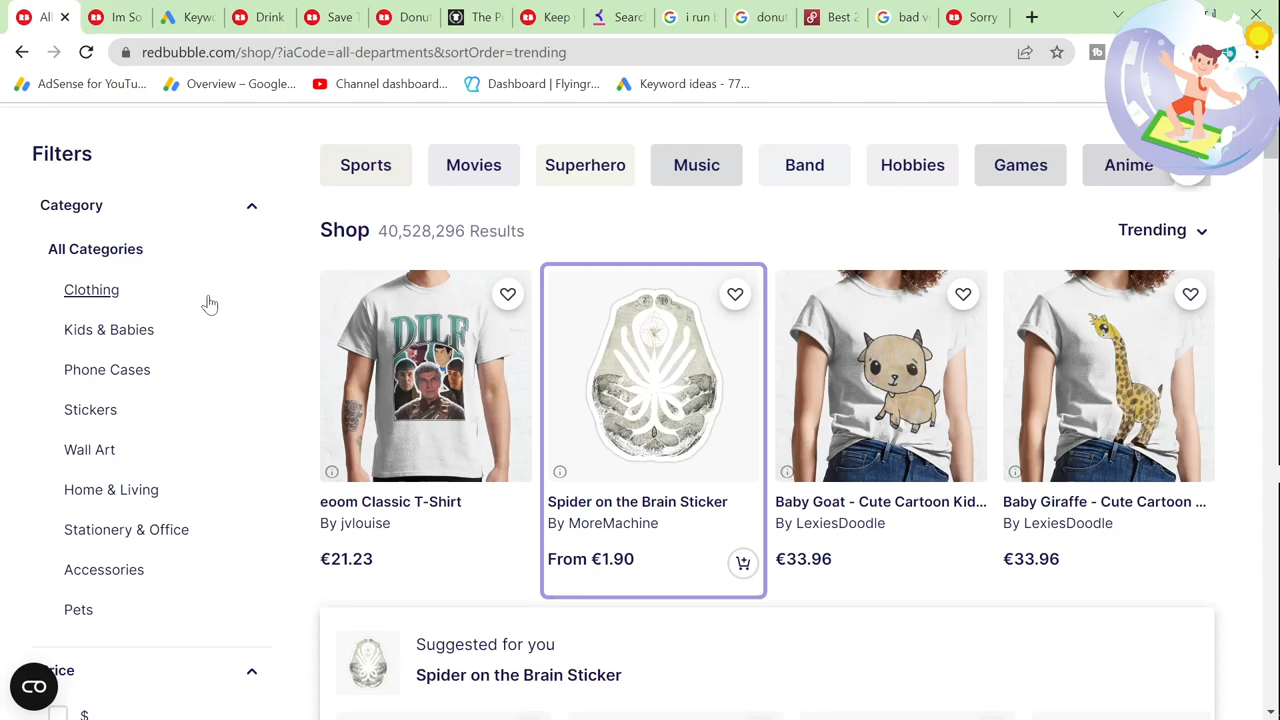 All
Im So
Keyw
Drink
Save T
Donut
The P
Keep
Searc
i run l
donut
Best 2
bad v
Sorry
redbubble.com/shop/?iaCode=all-departments&sortOrder=trending
AdSense for YouTu...
Overview – Google...
Channel dashboard...
Dashboard | Flyingr...
Keyword ideas - 77...
Filters
Category
All Categories
Clothing
Kids & Babies
Phone Cases
Stickers
Wall Art
Home & Living
Stationery & Office
Accessories
Pets
rice
$
Sports
Movies
Superhero
Music
Band
Hobbies
Games
Anime
Shop 40,528,296 Results
Trending
DILF
eoom Classic T-Shirt
By jvlouise
€21.23
Spider on the Brain Sticker
By MoreMachine
From €1.90
Baby Goat - Cute Cartoon Kid...
By LexiesDoodle
€33.96
Baby Giraffe - Cute Cartoon ...
By LexiesDoodle
€33.96
Suggested for you
Spider on the Brain Sticker